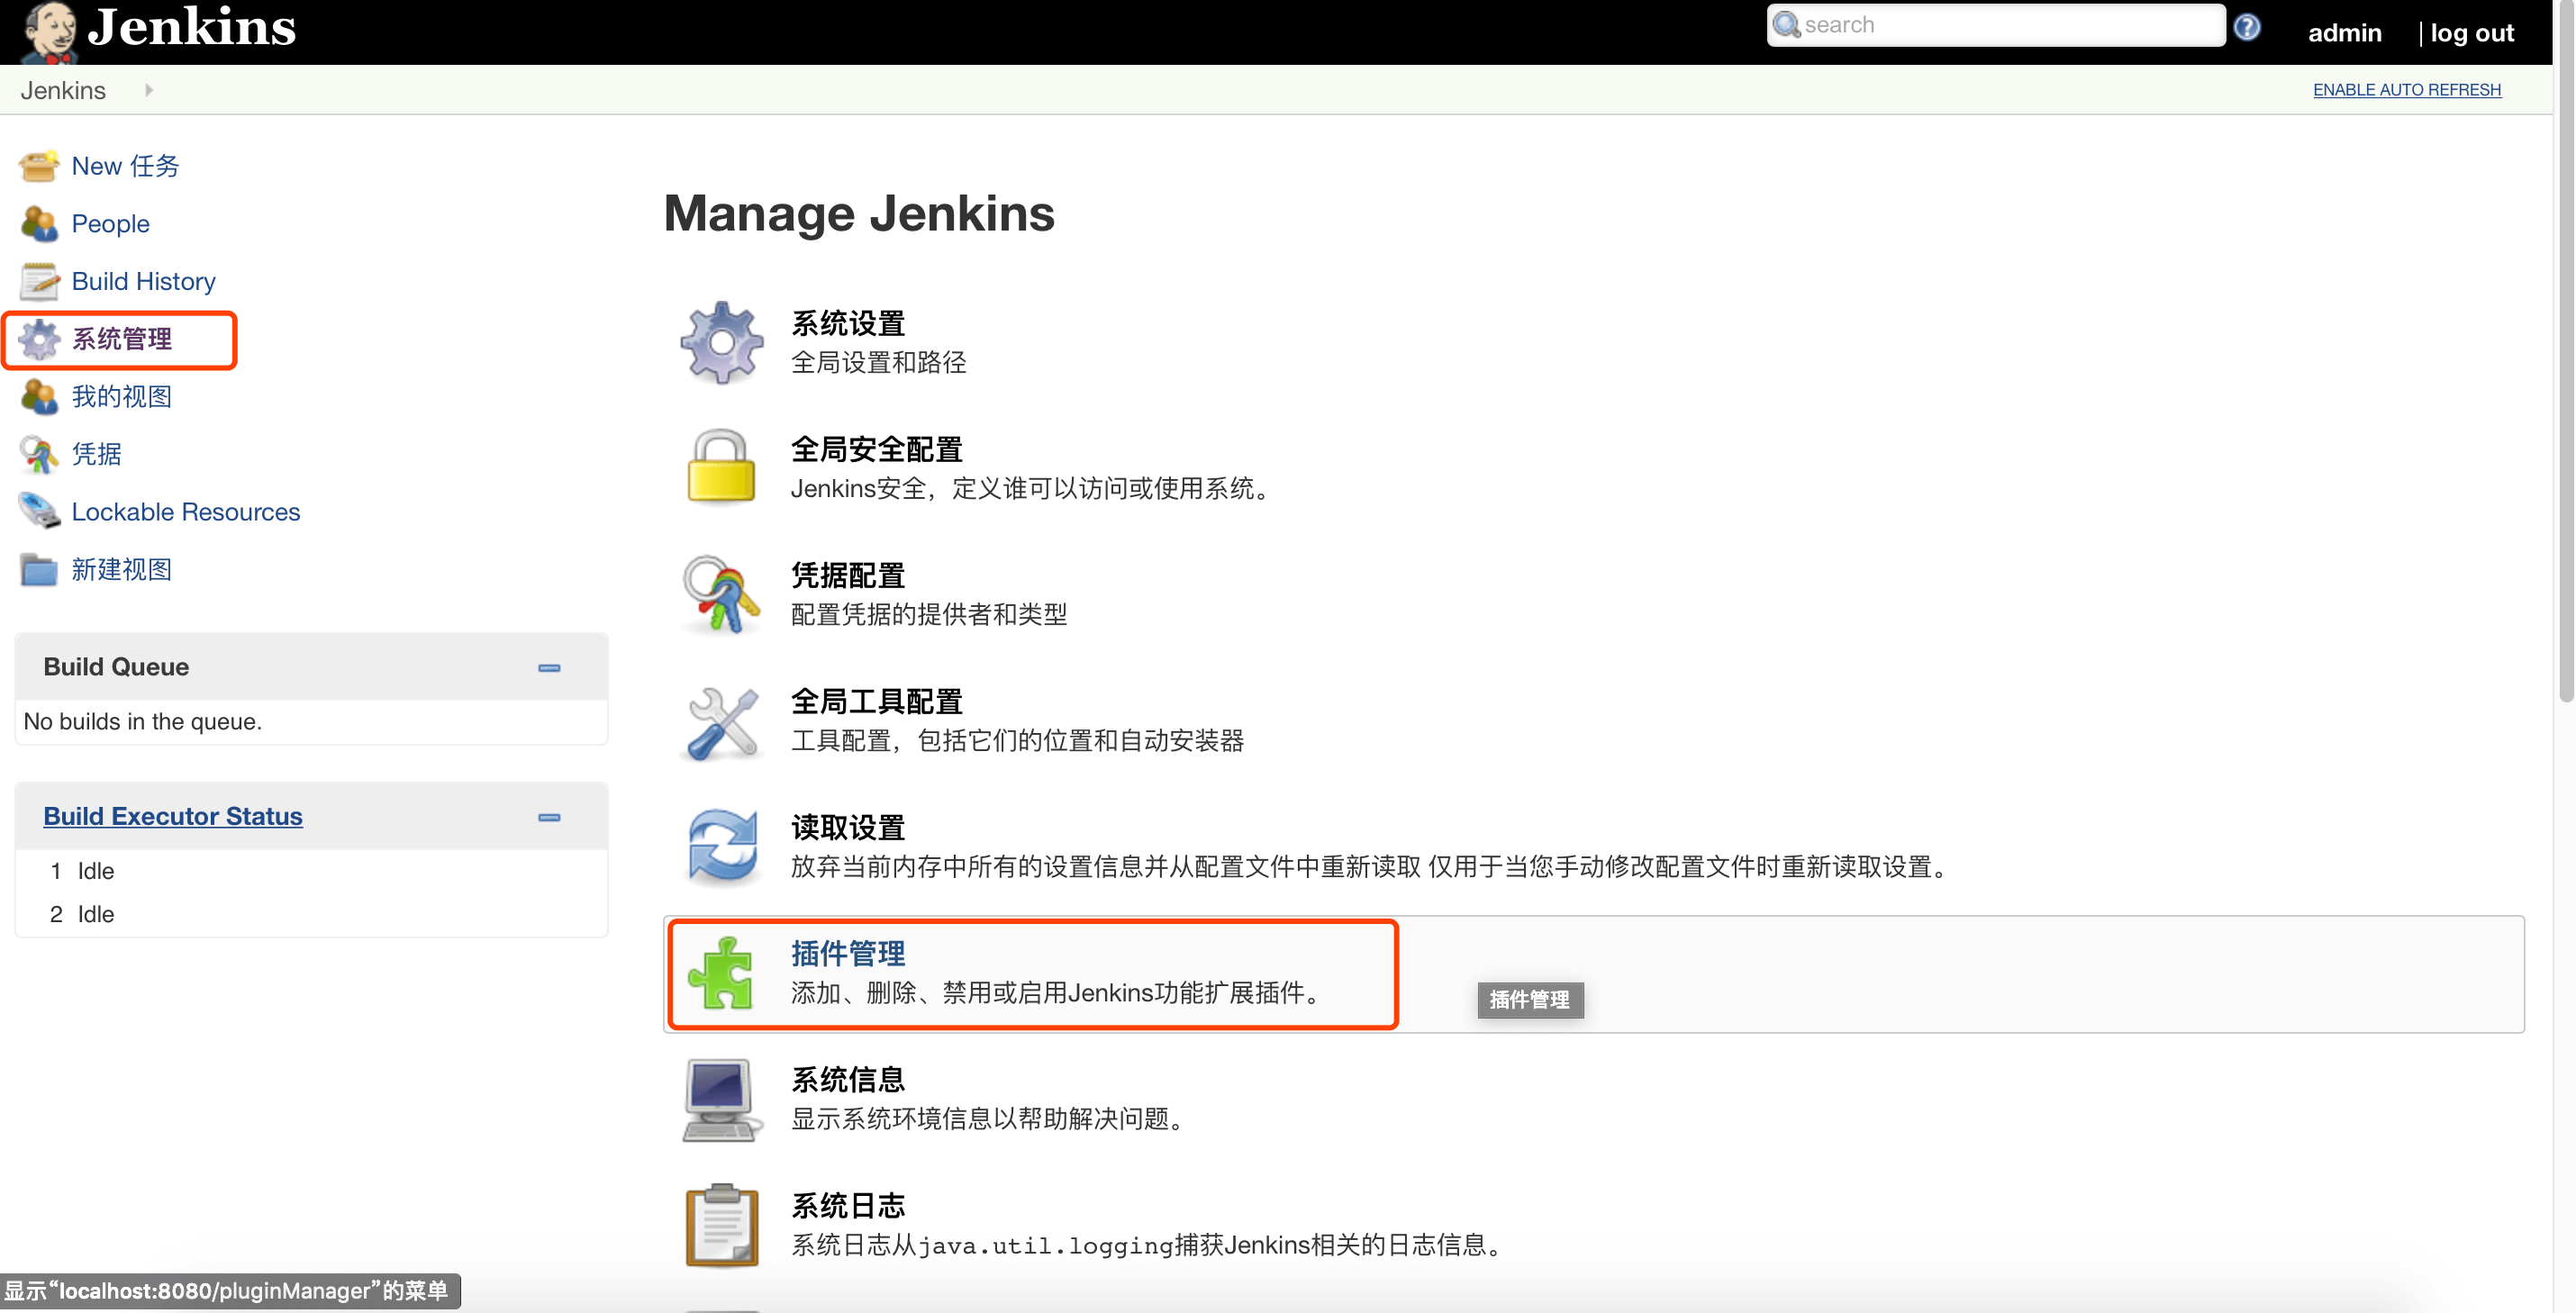 Jenkins
search
admin | log out
Jenkins
ENABLE AUTO REFRESH
New 任务
People
Build History
系统管理
我的视图
凭据
Lockable Resources
新建视图
Build Queue
No builds in the queue.
Build Executor Status
1 Idle
2 Idle
Manage Jenkins
系统设置
全局设置和路径
全局安全配置
Jenkins安全，定义谁可以访问或使用系统。
凭据配置
配置凭据的提供者和类型
全局工具配置
工具配置，包括它们的位置和自动安装器
读取设置
放弃当前内存中所有的设置信息并从配置文件中重新读取 仅用于当您手动修改配置文件时重新读取设置。
插件管理
添加、删除、禁用或启用Jenkins功能扩展插件。
插件管理
系统信息
显示系统环境信息以帮助解决问题。
系统日志
系统日志从java.util.logging捕获Jenkins相关的日志信息。
显示“localhost:8080/pluginManager”的菜单